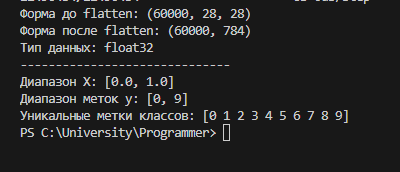 Форма до flatten: (60000, 28, 28)
Форма после flatten: (60000, 784)
Тип данных: float32
------------------------------
Диапазон X: [0.0, 1.0]
Диапазон меток y: [0, 9]
Уникальные метки классов: [0 1 2 3 4 5 6 7 8 9]
PS C:\University\Programmer>